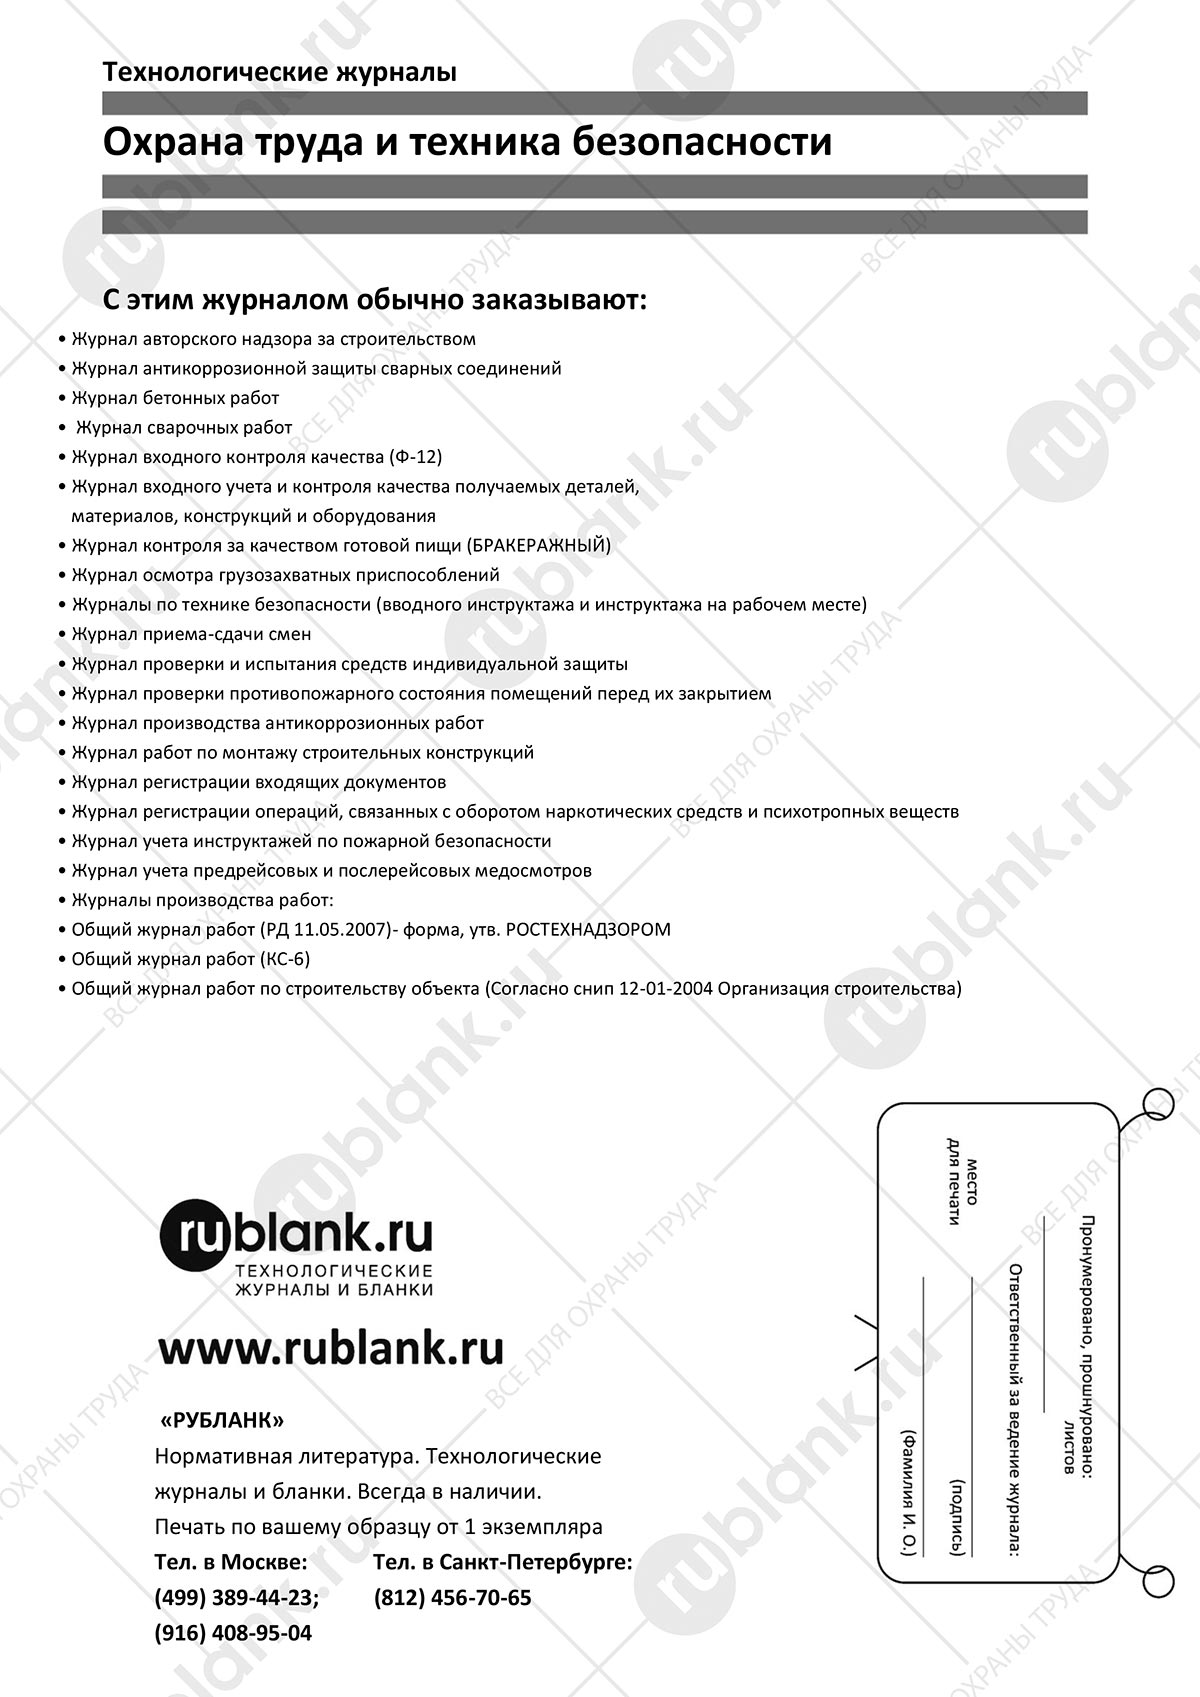 Технологические журналы
Охрана труда и техника безопасности
С этим журналом обычно заказывают:
• Журнал авторского надзора за строительством
• Журнал антикоррозионной защиты сварных соединений
• Журнал бетонных работ
• Журнал сварочных работ
• Журнал входного контроля качества (Ф-12)
• Журнал входного учета и контроля качества получаемых деталей,
материалов, конструкций и оборудования
• Журнал контроля за качеством готовой пищи (БРАКЕРАЖНЫЙ)
• Журнал осмотра грузозахватных приспособлений
• Журналы по технике безопасности (вводного инструктажа и инструктажа на рабочем месте)
• Журнал приема-сдачи смен
• Журнал проверки и испытания средств индивидуальной защиты
• Журнал проверки противопожарного состояния помещений перед их закрытием
• Журнал производства антикоррозионных работ
• Журнал работ по монтажу строительных конструкций
• Журнал регистрации входящих документов
• Журнал регистрации операций, связанных с оборотом наркотических средств и психотропных веществ
• Журнал учета инструктажей по пожарной безопасности
• Журнал учета предрейсовых и послерейсовых медосмотров
• Журналы производства работ:
• Общий журнал работ (РД 11.05.2007)- форма, утв. РОСТЕХНАДЗОРОМ
• Общий журнал работ (КС-6)
• Общий журнал работ по строительству объекта (Согласно снип 12-01-2004 Организация строительства)
rublank.ru
ТЕХНОЛОГИЧЕСКИЕ
ЖУРНАЛЫ И БЛАНКИ
www.rublank.ru
«РУБЛАНК»
Нормативная литература. Технологические
журналы и бланки. Всегда в наличии.
Печать по вашему образцу от 1 экземпляра
Тел. в Москве: Тел. в Санкт-Петербурге:
(499) 389-44-23; (812) 456-70-65
(916) 408-95-04
Пронумеровано, прошнуровано:
листов
Ответственный за ведение журнала:
место
для печати
(подпись)
(Фамилия И. О.)
rublank.ru
ВСЕ ДЛЯ ОХРАНЫ ТРУДА